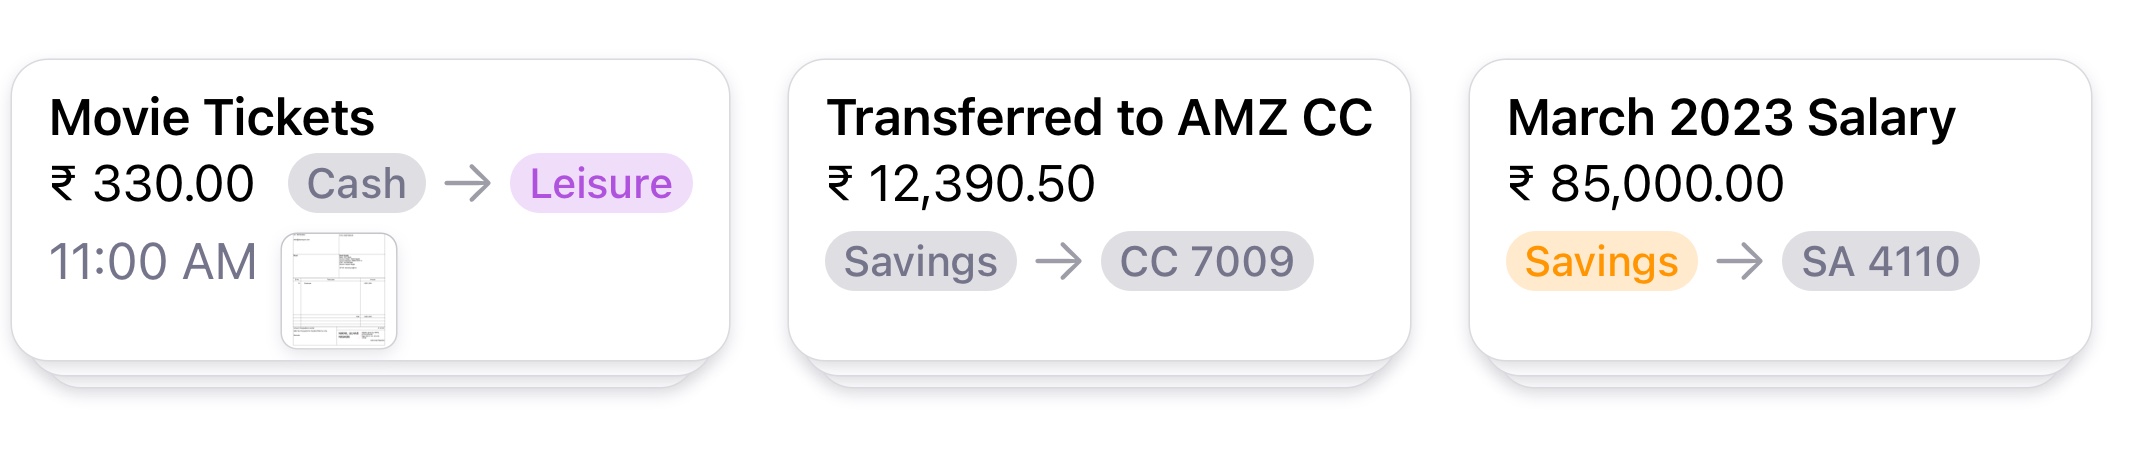 Movie Tickets
₹ 330.00 Cash → Leisure
11:00 AM
Transferred to AMZ CC
₹ 12,390.50
Savings → CC 7009
March 2023 Salary
₹ 85,000.00
Savings → SA 4110